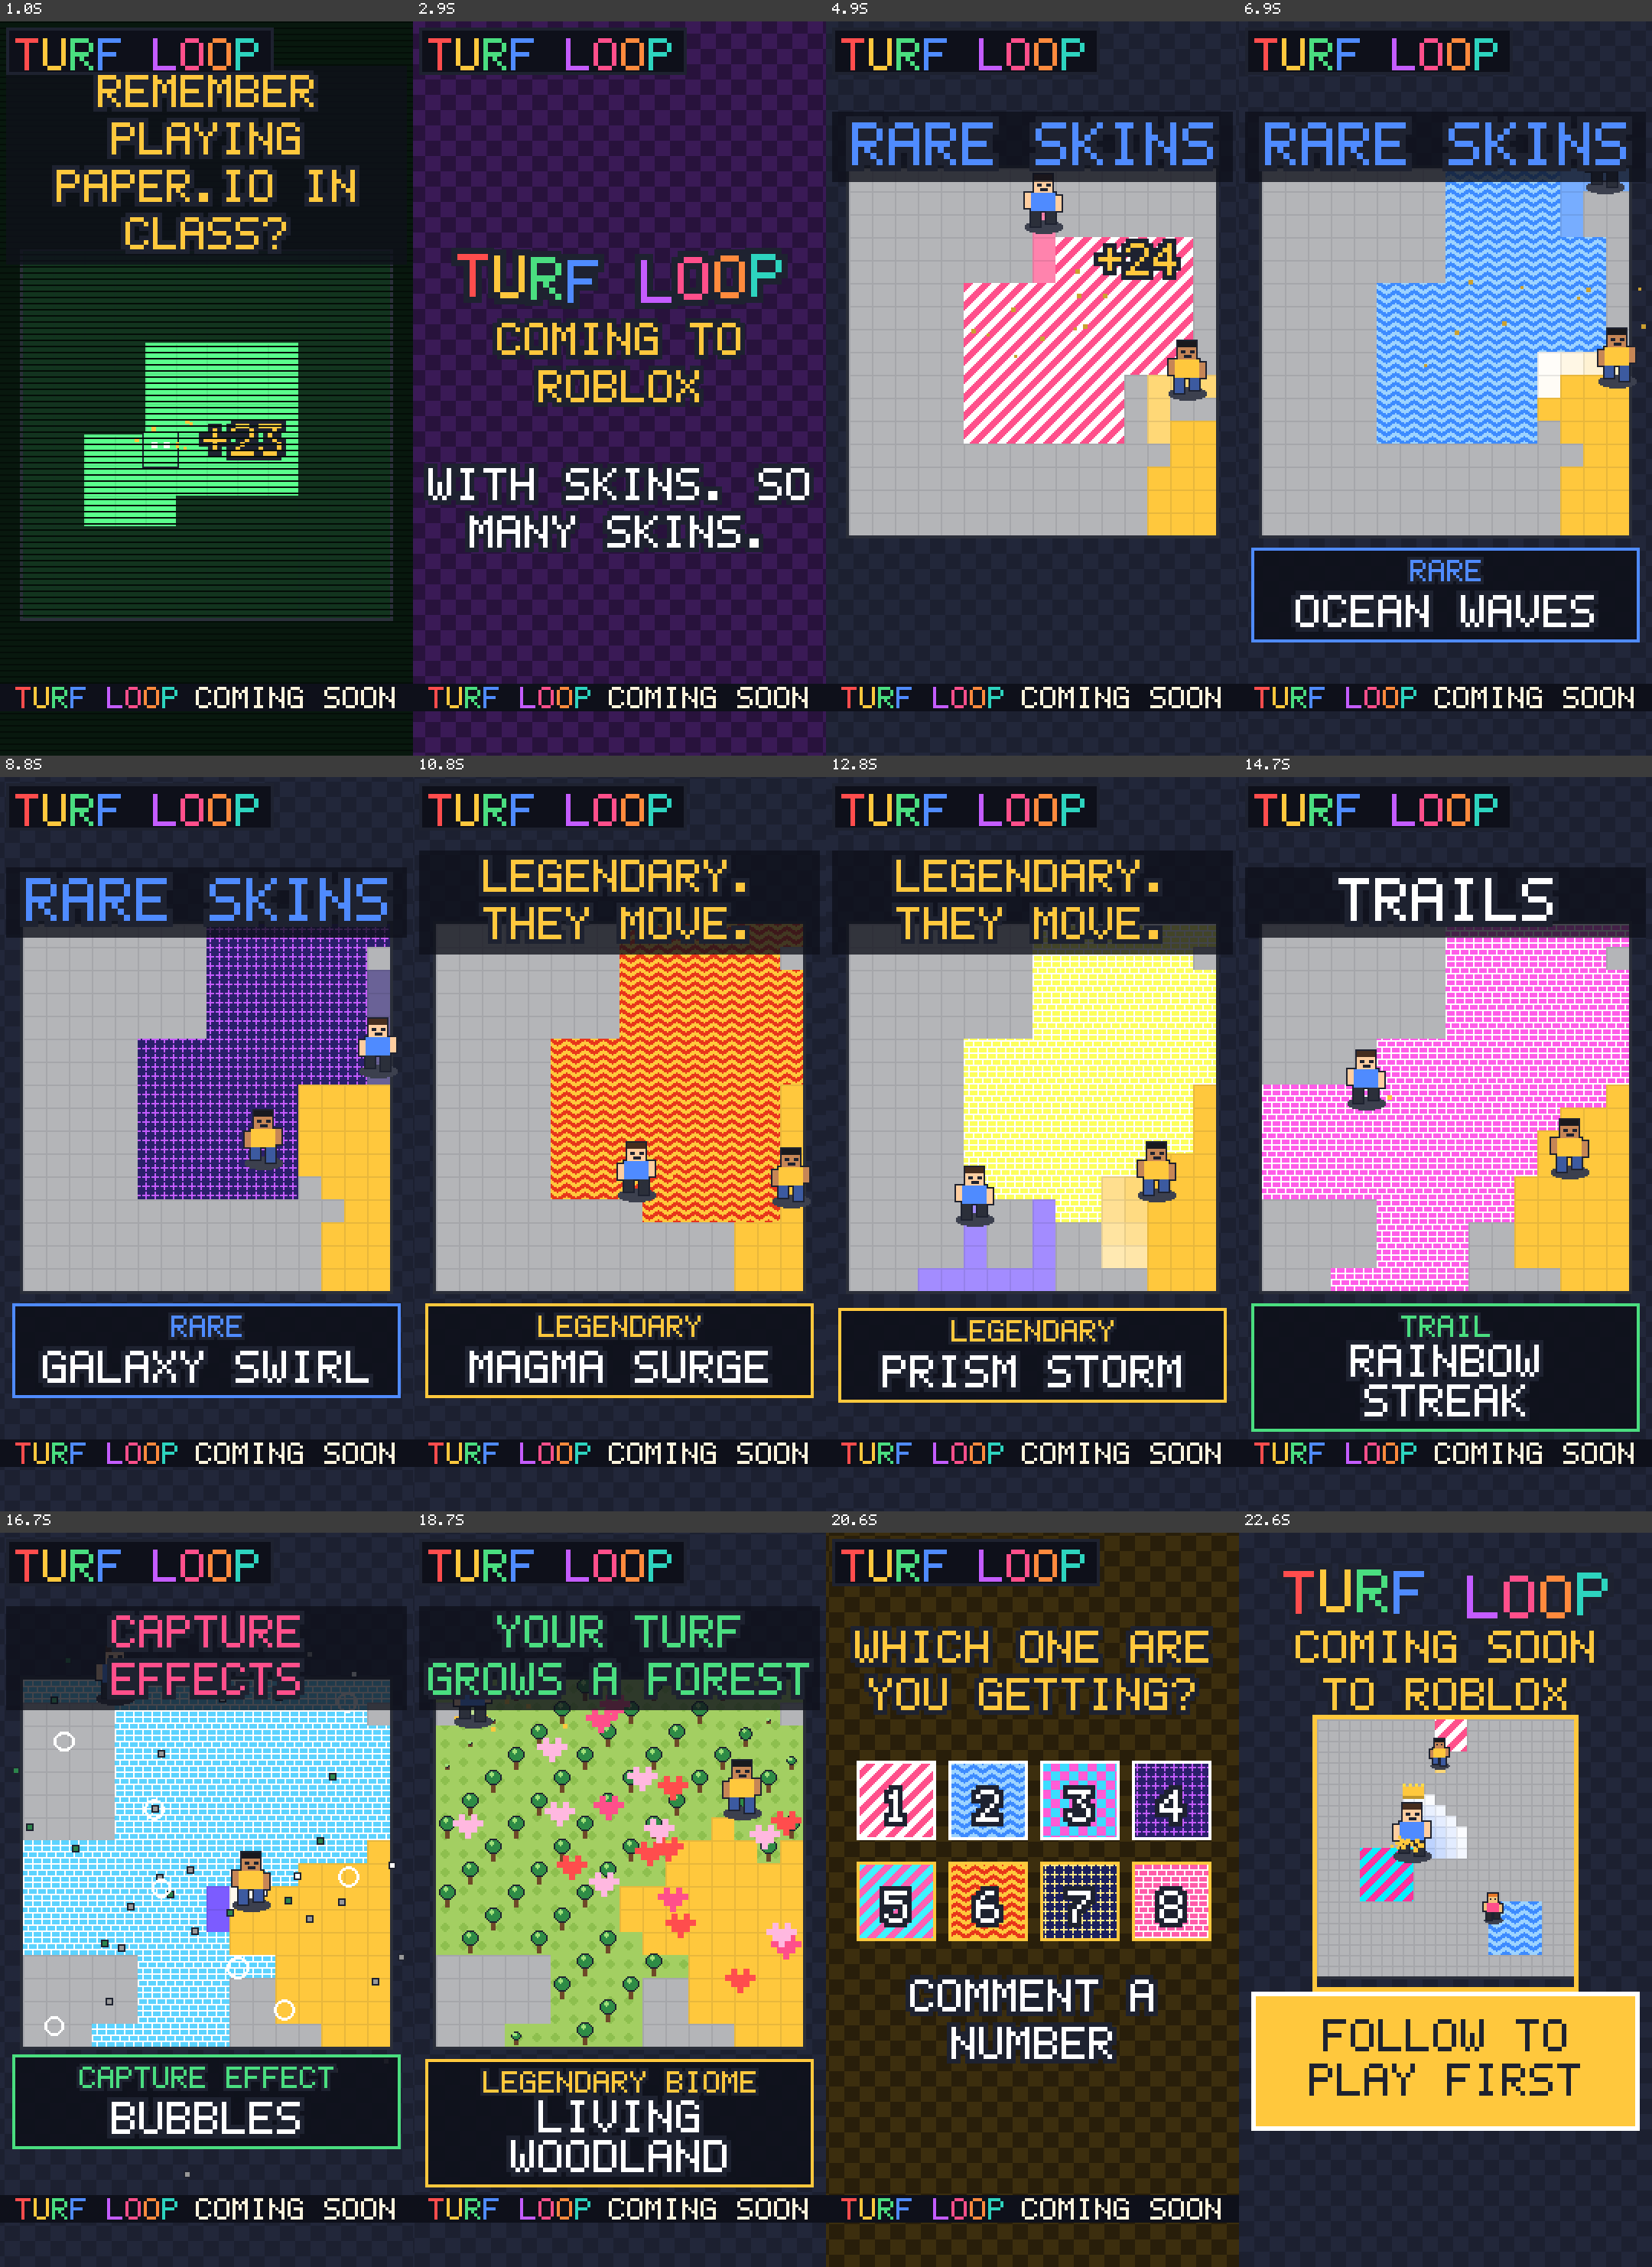 1.0S
TURF LOOP
REMEMBER
PLAYING
PAPER.IO IN
CLASS?
+23
TURF LOOP COMING SOON
2.9S
TURF LOOP
TURF LOOP
COMING TO
ROBLOX
WITH SKINS. SO
MANY SKINS.
TURF LOOP COMING SOON
4.9S
TURF LOOP
RARE SKINS
+24
TURF LOOP COMING SOON
6.9S
TURF LOOP
RARE SKINS
RARE
OCEAN WAVES
TURF LOOP COMING SOON
8.8S
TURF LOOP
RARE SKINS
RARE
GALAXY SWIRL
TURF LOOP COMING SOON
10.8S
TURF LOOP
LEGENDARY.
THEY MOVE.
LEGENDARY
MAGMA SURGE
TURF LOOP COMING SOON
12.8S
TURF LOOP
LEGENDARY.
THEY MOVE.
LEGENDARY
PRISM STORM
TURF LOOP COMING SOON
14.7S
TURF LOOP
TRAILS
TRAIL
RAINBOW
STREAK
TURF LOOP COMING SOON
16.7S
TURF LOOP
CAPTURE
EFFECTS
CAPTURE EFFECT
BUBBLES
TURF LOOP COMING SOON
18.7S
TURF LOOP
YOUR TURF
GROWS A FOREST
LEGENDARY BIOME
LIVING
WOODLAND
TURF LOOP COMING SOON
20.6S
TURF LOOP
WHICH ONE ARE
YOU GETTING?
1 2 3 4
5 6 7 8
COMMENT A
NUMBER
TURF LOOP COMING SOON
22.6S
TURF LOOP
COMING SOON
TO ROBLOX
FOLLOW TO
PLAY FIRST